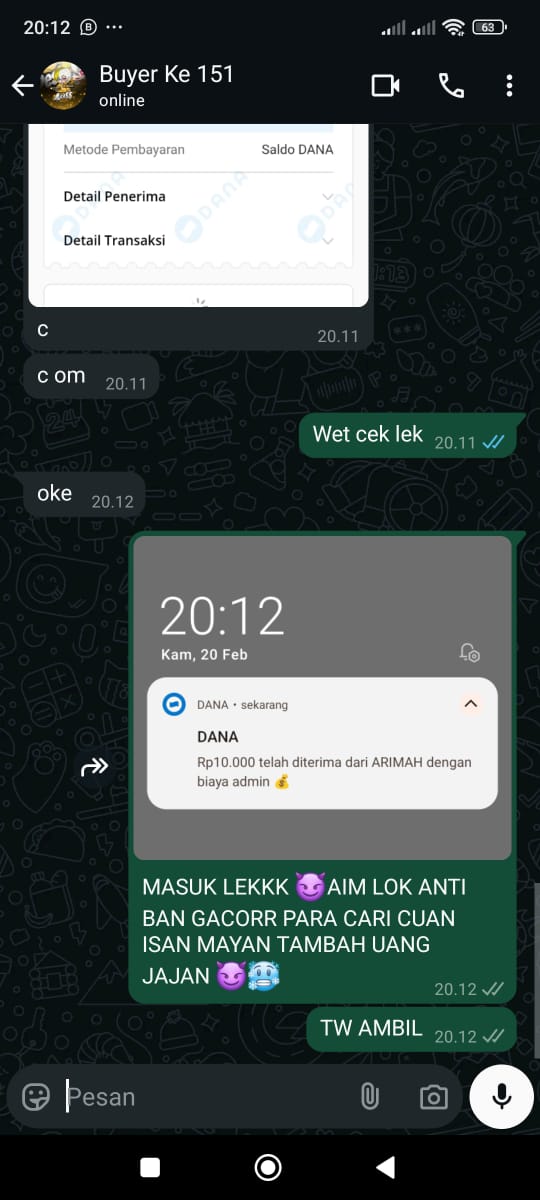 20:12
63
Buyer Ke 151
online
Metode Pembayaran Saldo DANA
DANA
Detail Penerima
DANA
Detail Transaksi
c
20.11
c om 20.11
Wet cek lek 20.11
oke 20.12
20:12
Kam, 20 Feb
DANA • sekarang
DANA
Rp10.000 telah diterima dari ARIMAH dengan
biaya admin 💰
MASUK LEKKK 😈AIM LOK ANTI
BAN GACORR PARA CARI CUAN
ISAN MAYAN TAMBAH UANG
JAJAN 😈🥶
20.12
TW AMBIL 20.12
Pesan